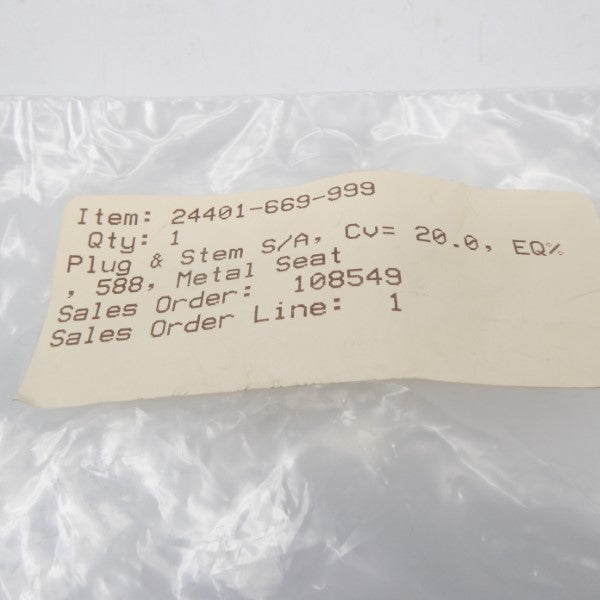 Item: 24401-669-999
Qty: 1
Plug & Stem S/A, Cv= 20.0, EQ%
, 588, Metal Seat
Sales Order: 108549
Sales Order Line: 1